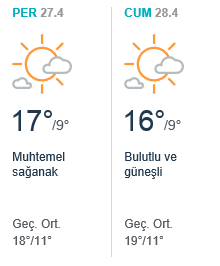 PER 27.4
17°/9°
Muhtemel
sağanak
Geç. Ort.
18°/11°
CUM 28.4
16°/9°
Bulutlu ve
güneşli
Geç. Ort.
19°/11°